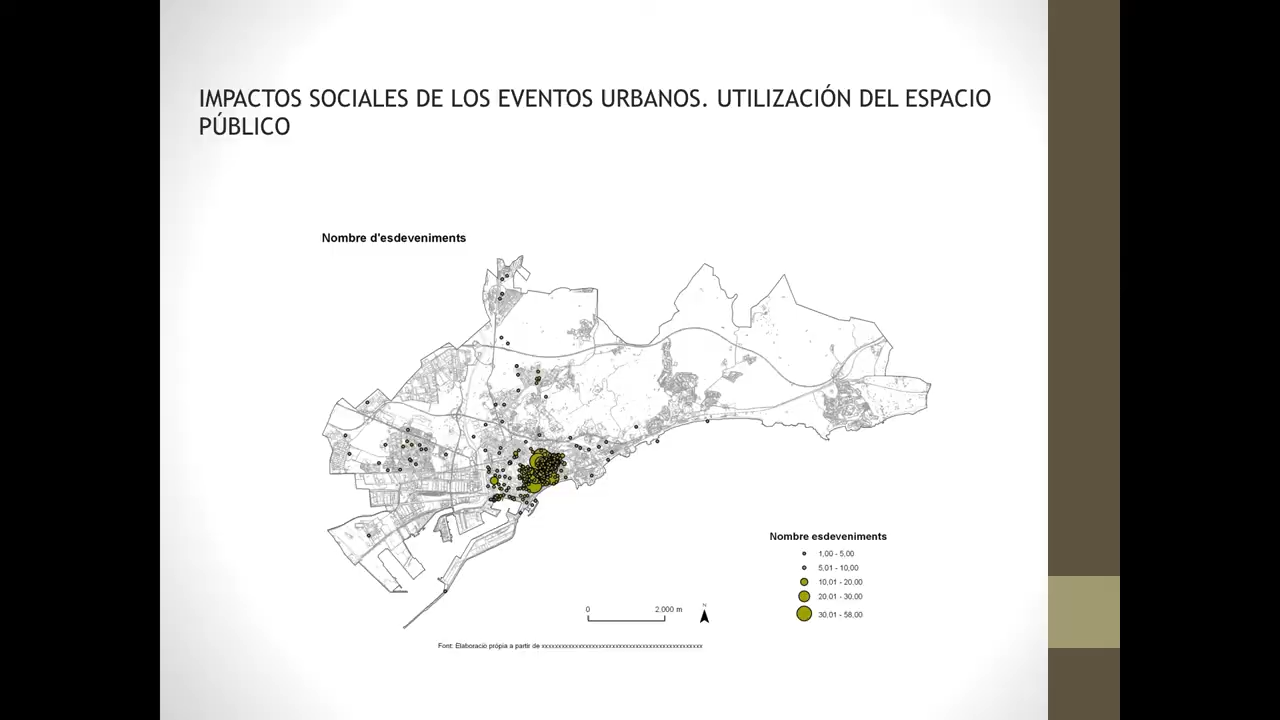 IMPACTOS SOCIALES DE LOS EVENTOS URBANOS. UTILIZACIÓN DEL ESPACIO
PÚBLICO
Nombre d'esdeveniments
Nombre esdeveniments
1,00 - 5,00
5,01 - 10,00
10,01 - 20,00
20,01 - 30,00
30,01 - 58,00
0 2.000 m
N
Font: Elaboració pròpia a partir de xxxxxxxxxxxxxxxxxxxxxxxxxxxxxxxxxxxxxxxxxxxxxxxx